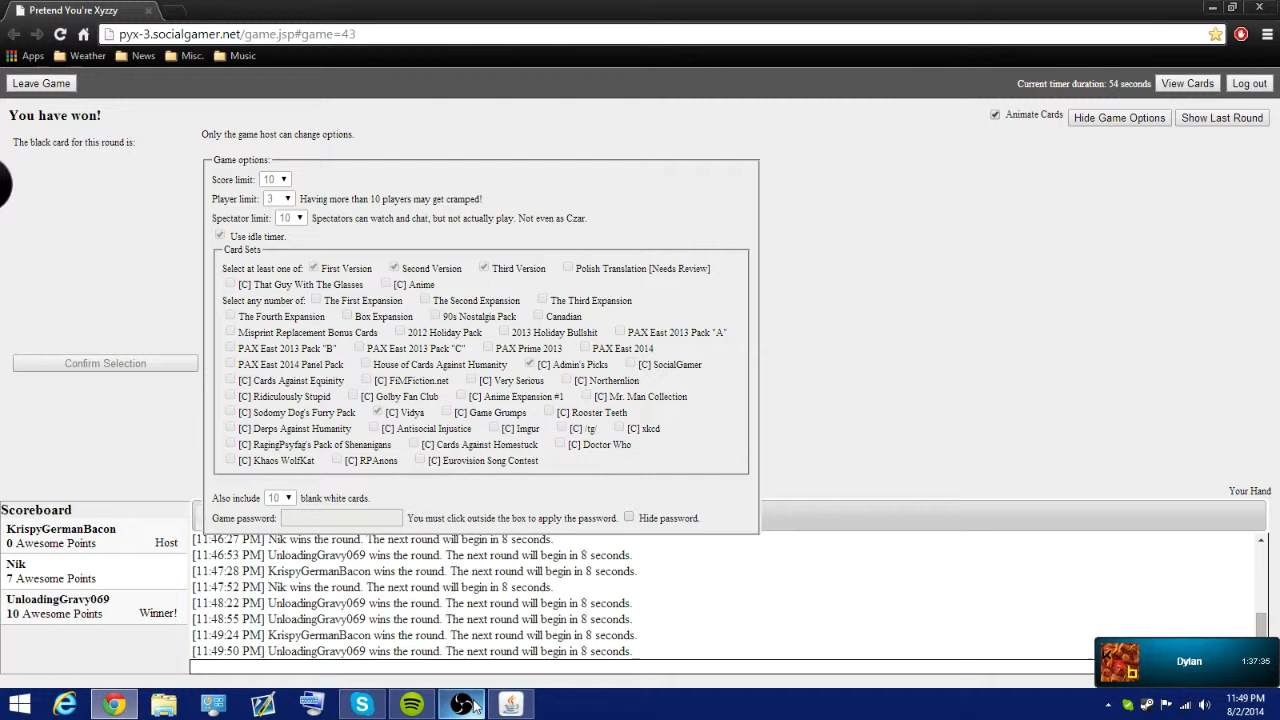 Pretend You're Xyzzy
pyx-3.socialgamer.net/game.jsp#game=43
Apps Weather News Misc. Music
Leave Game Current timer duration: 54 seconds View Cards Log out
You have won! Animate Cards Hide Game Options Show Last Round
The black card for this round is:
Only the game host can change options.
Game options:
Score limit: 10
Player limit: 3 Having more than 10 players may get cramped!
Spectator limit: 10 Spectators can watch and chat, but not actually play. Not even as Czar.
Use idle timer.
Card Sets
Select at least one of: First Version Second Version Third Version Polish Translation [Needs Review]
[C] That Guy With The Glasses [C] Anime
Select any number of: The First Expansion The Second Expansion The Third Expansion
The Fourth Expansion Box Expansion 90s Nostalgia Pack Canadian
Misprint Replacement Bonus Cards 2012 Holiday Pack 2013 Holiday Bullshit PAX East 2013 Pack "A"
PAX East 2013 Pack "B" PAX East 2013 Pack "C" PAX Prime 2013 PAX East 2014
PAX East 2014 Panel Pack House of Cards Against Humanity [C] Admin's Picks [C] SocialGamer
[C] Cards Against Equinity [C] FiMFiction.net [C] Very Serious [C] Northernlion
[C] Ridiculously Stupid [C] Golby Fan Club [C] Anime Expansion #1 [C] Mr. Man Collection
[C] Sodomy Dog's Furry Pack [C] Vidya [C] Game Grumps [C] Rooster Teeth
[C] Derps Against Humanity [C] Antisocial Injustice [C] Imgur [C] /tg/ [C] xkcd
[C] RagingPsyfag's Pack of Shenanigans [C] Cards Against Homestuck [C] Doctor Who
[C] Khaos WolfKat [C] RPAnons [C] Eurovision Song Contest
Confirm Selection
Also include 10 blank white cards.
Game password: You must click outside the box to apply the password. Hide password.
Your Hand
Scoreboard
KrispyGermanBacon
0 Awesome Points Host
Nik
7 Awesome Points
UnloadingGravy069
10 Awesome Points Winner!
[11:46:27 PM] Nik wins the round. The next round will begin in 8 seconds.
[11:46:53 PM] UnloadingGravy069 wins the round. The next round will begin in 8 seconds.
[11:47:28 PM] KrispyGermanBacon wins the round. The next round will begin in 8 seconds.
[11:47:52 PM] Nik wins the round. The next round will begin in 8 seconds.
[11:48:22 PM] UnloadingGravy069 wins the round. The next round will begin in 8 seconds.
[11:48:55 PM] UnloadingGravy069 wins the round. The next round will begin in 8 seconds.
[11:49:24 PM] KrispyGermanBacon wins the round. The next round will begin in 8 seconds.
[11:49:50 PM] UnloadingGravy069 wins the round. The next round will begin in 8 seconds.
Dylan 1:37:35
11:49 PM
8/2/2014